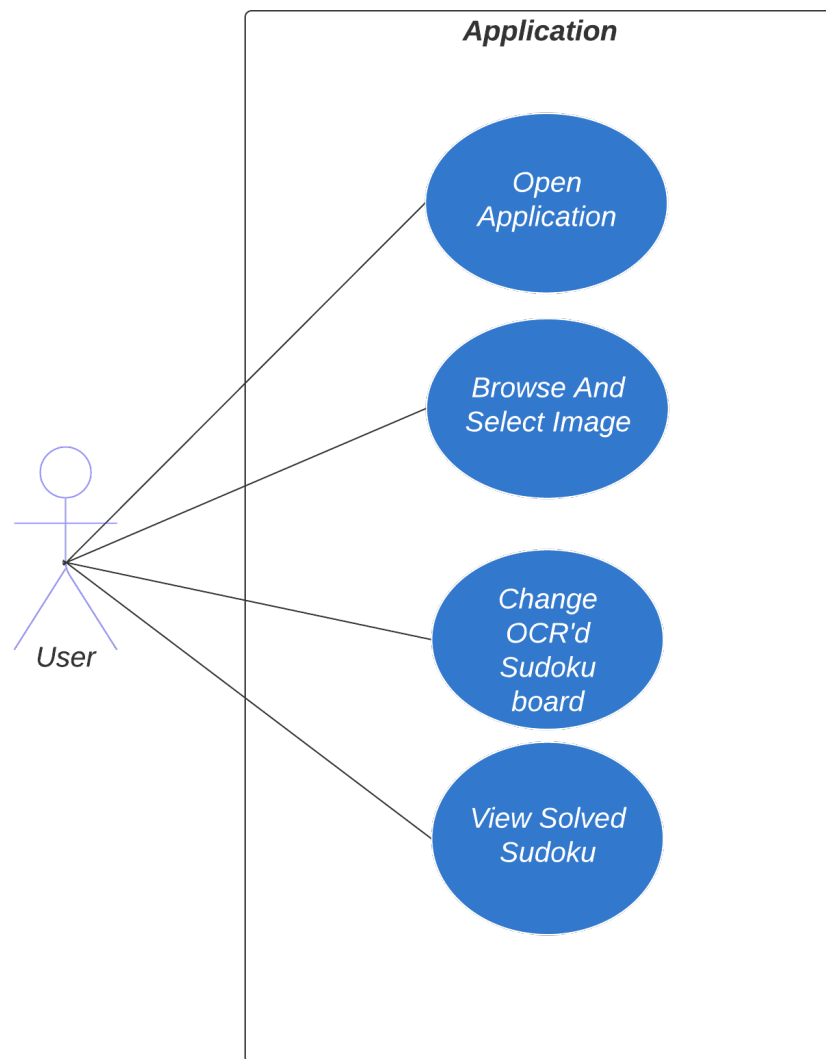 Application
Open
Application
Browse And
Select Image
Change
OCR'd
Sudoku
board
User
View Solved
Sudoku